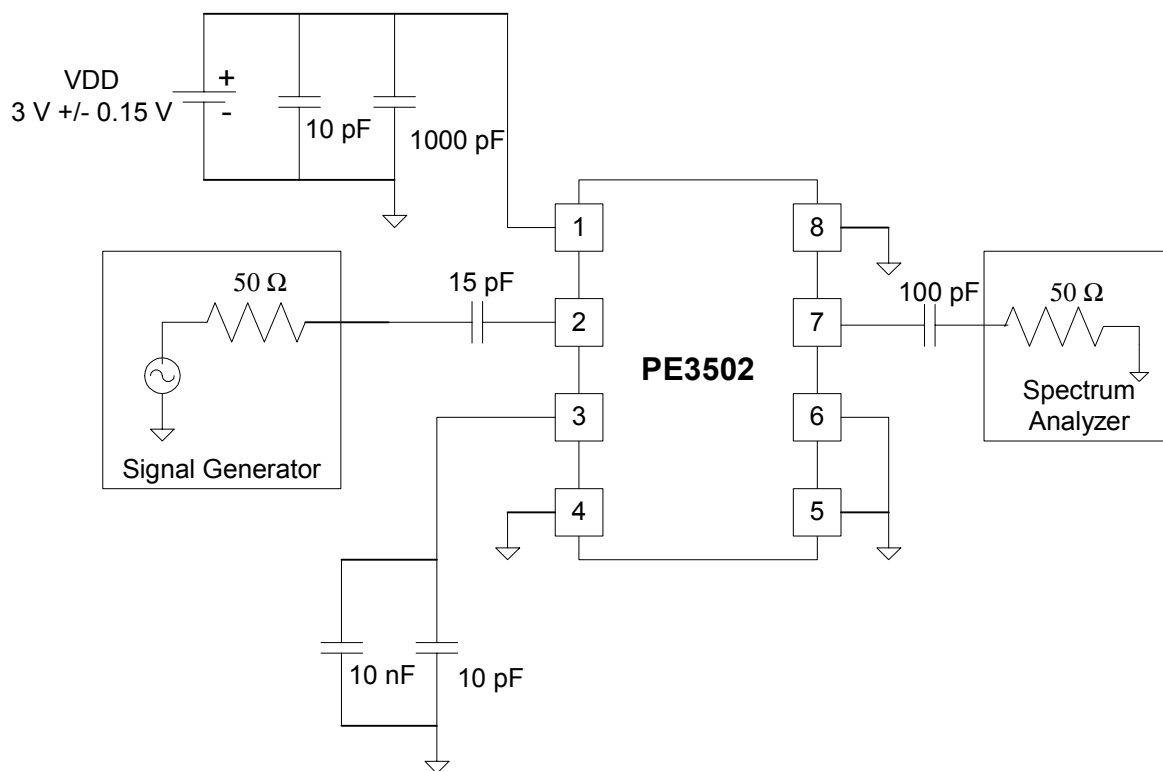 VDD
3 V +/- 0.15 V
+
-
10 pF
1000 pF
1
8
50 Ω
15 pF
2
7
100 pF
50 Ω
PE3502
Spectrum
Analyzer
3
6
Signal Generator
4
5
10 nF
10 pF